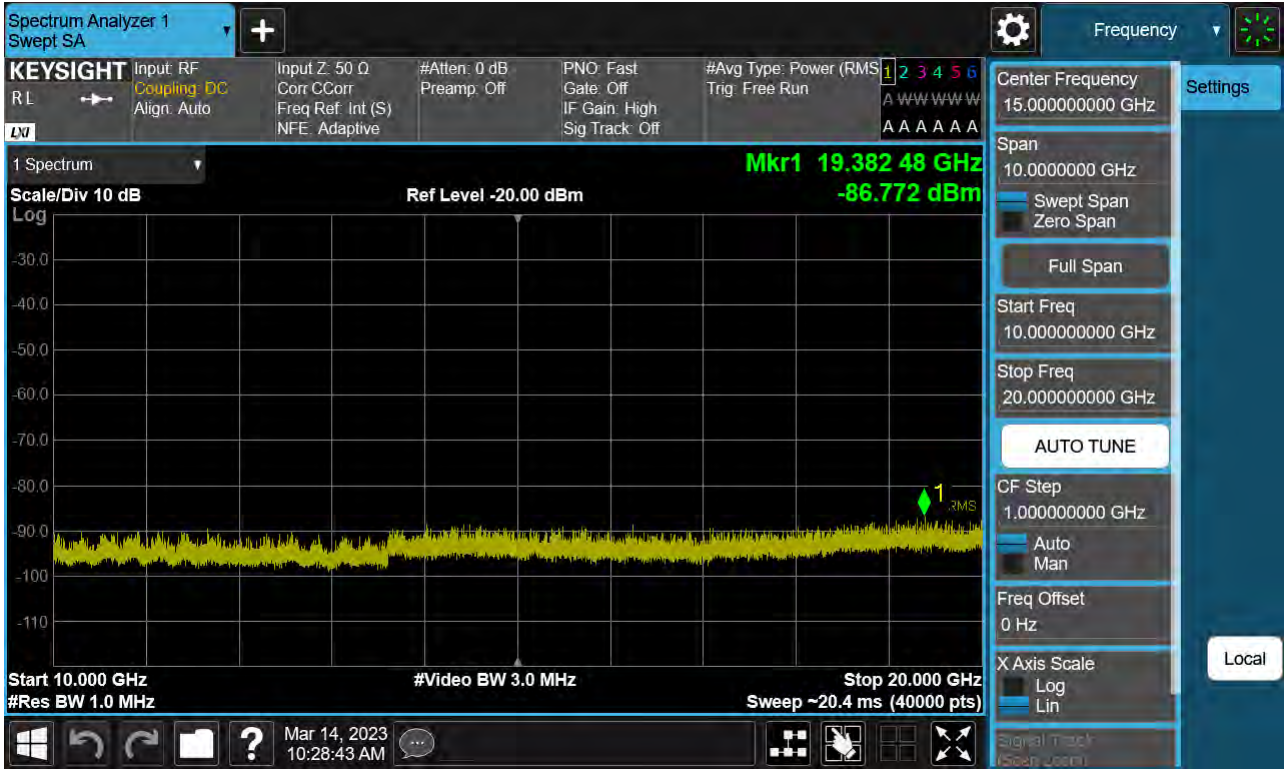 Spectrum Analyzer 1
Swept SA
Frequency
KEYSIGHT
R L
LXI
Input: RF
Coupling: DC
Align: Auto
Input Z: 50 Ω
Corr CCorr
Freq Ref: Int (S)
NFE: Adaptive
#Atten: 0 dB
Preamp: Off
PNO: Fast
Gate: Off
IF Gain: High
Sig Track: Off
#Avg Type: Power (RMS
Trig: Free Run
1 2 3 4 5 6
A W W W W W
A A A A A A
1 Spectrum
Scale/Div 10 dB
Ref Level -20.00 dBm
Mkr1 19.382 48 GHz
-86.772 dBm
Log
-30.0
-40.0
-50.0
-60.0
-70.0
-80.0
-90.0
-100
-110
1
RMS
Start 10.000 GHz
#Video BW 3.0 MHz
Stop 20.000 GHz
#Res BW 1.0 MHz
Sweep ~20.4 ms (40000 pts)
Mar 14, 2023
10:28:43 AM
Center Frequency
15.000000000 GHz
Settings
Span
10.0000000 GHz
Swept Span
Zero Span
Full Span
Start Freq
10.000000000 GHz
Stop Freq
20.000000000 GHz
AUTO TUNE
CF Step
1.000000000 GHz
Auto
Man
Freq Offset
0 Hz
X Axis Scale
Log
Lin
Signal Track
(Span Zoom)
Local